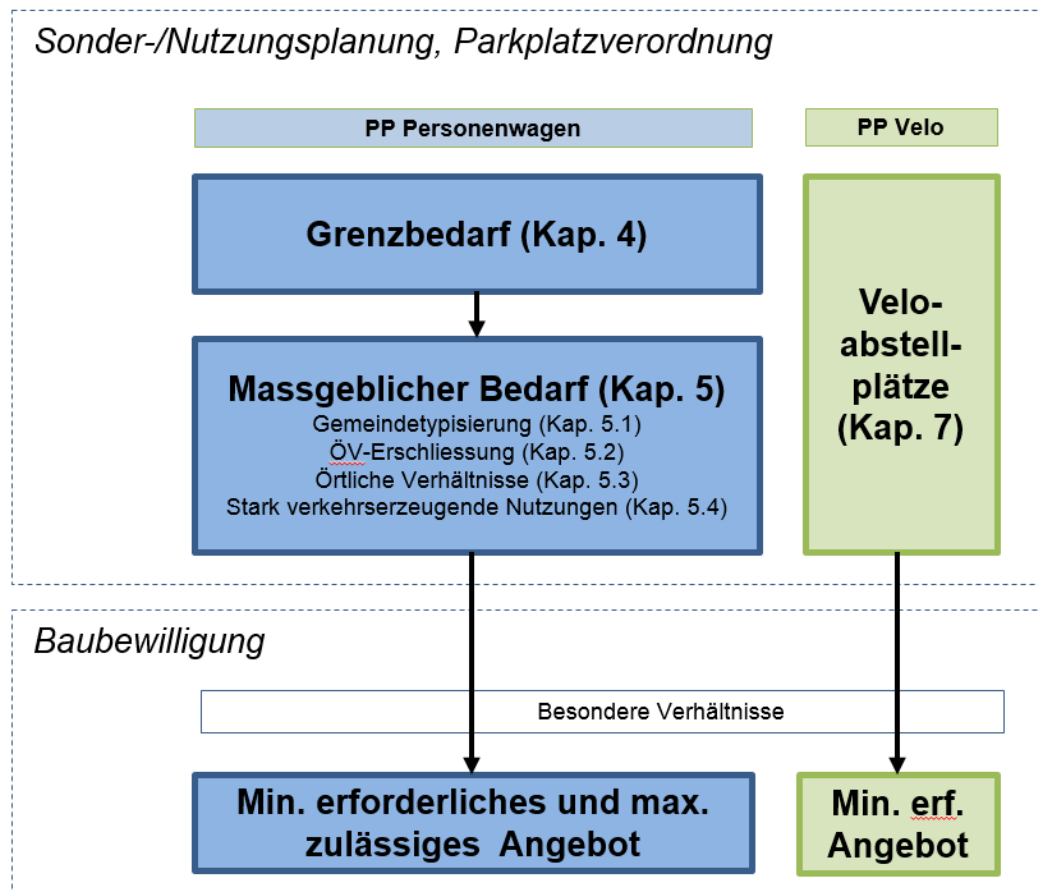 Sonder-/Nutzungsplanung, Parkplatzverordnung
PP Personenwagen
PP Velo
Grenzbedarf (Kap. 4)
Massgeblicher Bedarf (Kap. 5)
Gemeindetypisierung (Kap. 5.1)
ÖV-Erschliessung (Kap. 5.2)
Örtliche Verhältnisse (Kap. 5.3)
Stark verkehrserzeugende Nutzungen (Kap. 5.4)
Velo-
abstell-
plätze
(Kap. 7)
Baubewilligung
Besondere Verhältnisse
Min. erforderliches und max.
zulässiges Angebot
Min. erf.
Angebot